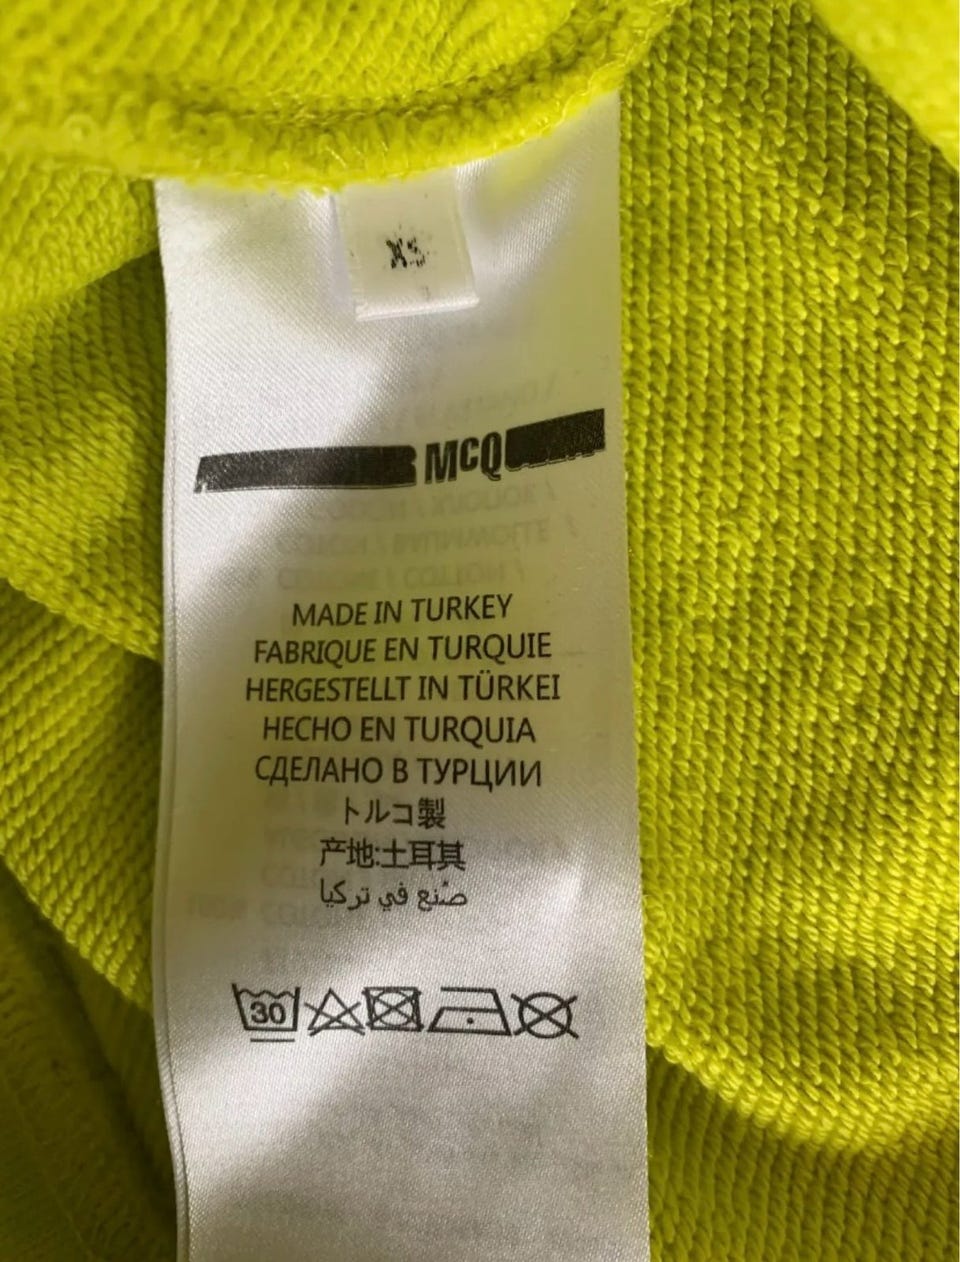 XS
MCQ
MADE IN TURKEY
FABRIQUE EN TURQUIE
HERGESTELLT IN TÜRKEI
HECHO EN TURQUIA
СДЕЛАНО В ТУРЦИИ
トルコ製
产地:土耳其
صنع في تركيا
30